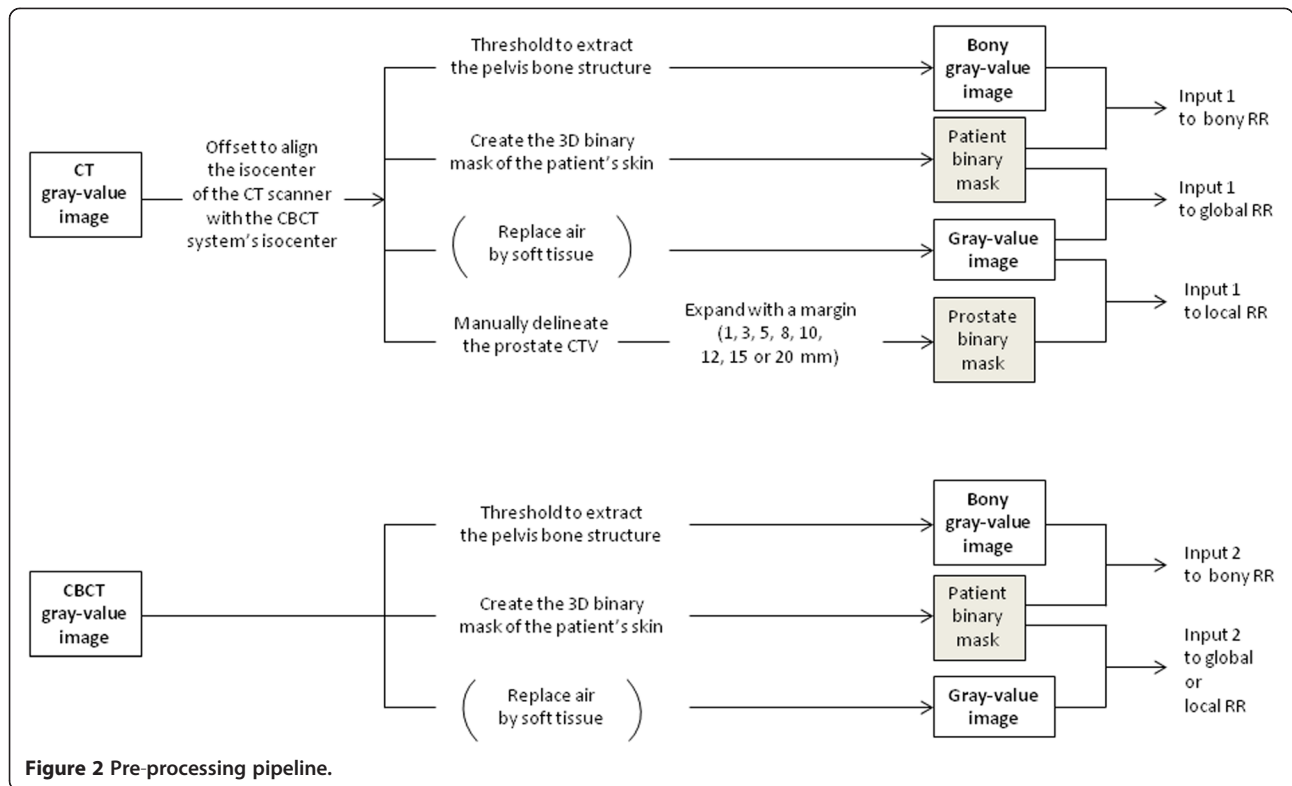 CT
gray-value
image
Offset to align
the isocenter
of the CT scanner
with the CBCT
system's isocenter
Threshold to extract
the pelvis bone structure
Create the 3D binary
mask of the patient's skin
Replace air
by soft tissue
Manually delineate
the prostate CTV
Expand with a margin
(1, 3, 5, 8, 10,
12, 15 or 20 mm)
Bony
gray-value
image
Patient
binary
mask
Gray-value
image
Prostate
binary
mask
Input 1
to bony RR
Input 1
to global RR
Input 1
to local RR
CBCT
gray-value
image
Threshold to extract
the pelvis bone structure
Create the 3D binary
mask of the patient's skin
Replace air
by soft tissue
Bony
gray-value
image
Patient
binary
mask
Gray-value
image
Input 2
to bony RR
Input 2
to global
or
local RR
Figure 2 Pre-processing pipeline.